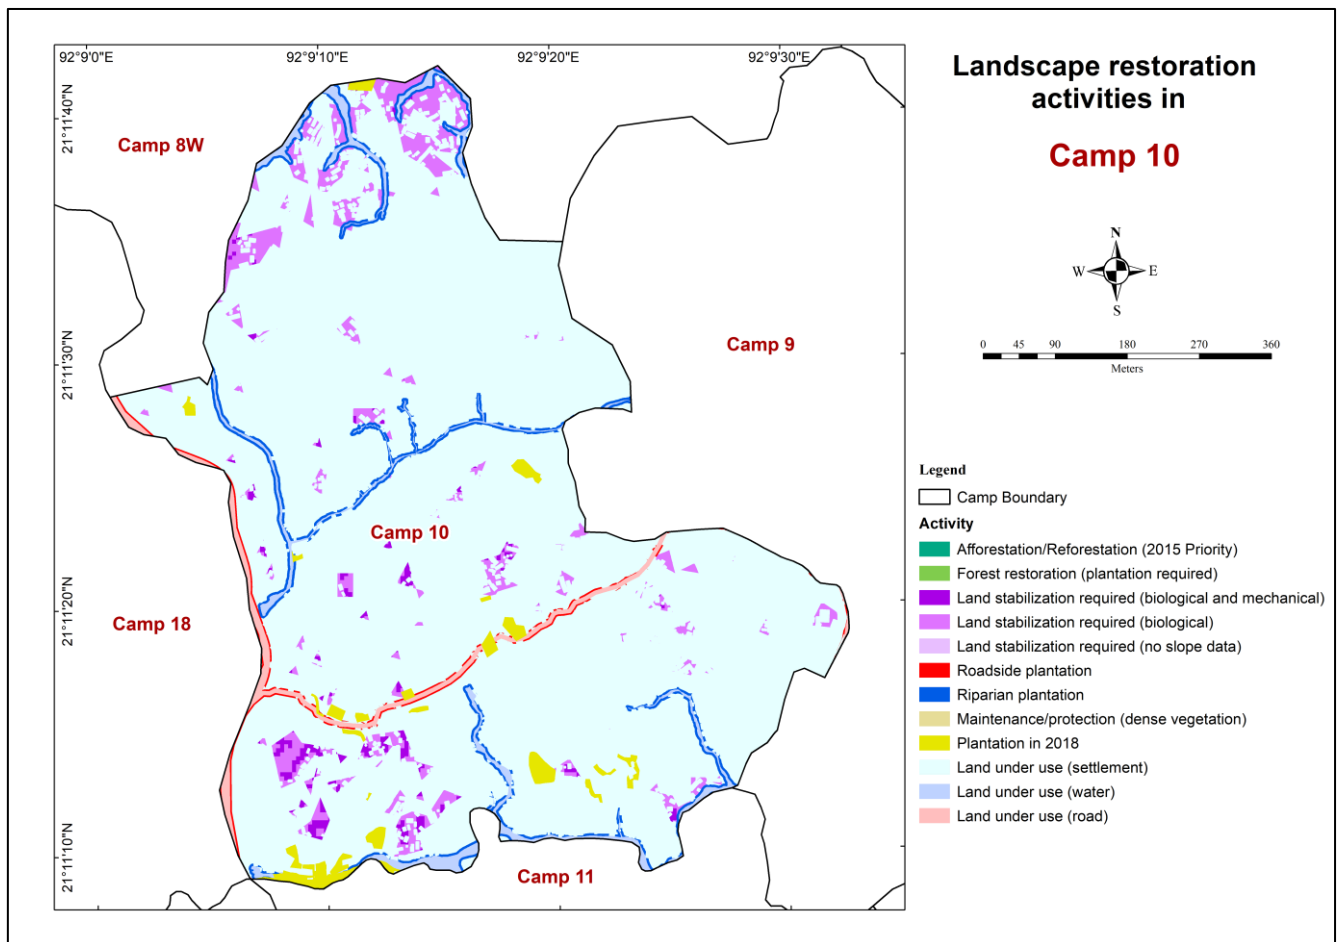 92°9'0"E 92°9'10"E 92°9'20"E 92°9'30"E
21°11'40"N
21°11'30"N
21°11'20"N
21°11'10"N
Camp 8W
Camp 9
Camp 10
Camp 18
Camp 11
Landscape restoration
activities in
Camp 10
N
W E
S
0 45 90 180 270 360
Meters
Legend
Camp Boundary
Activity
Afforestation/Reforestation (2015 Priority)
Forest restoration (plantation required)
Land stabilization required (biological and mechanical)
Land stabilization required (biological)
Land stabilization required (no slope data)
Roadside plantation
Riparian plantation
Maintenance/protection (dense vegetation)
Plantation in 2018
Land under use (settlement)
Land under use (water)
Land under use (road)